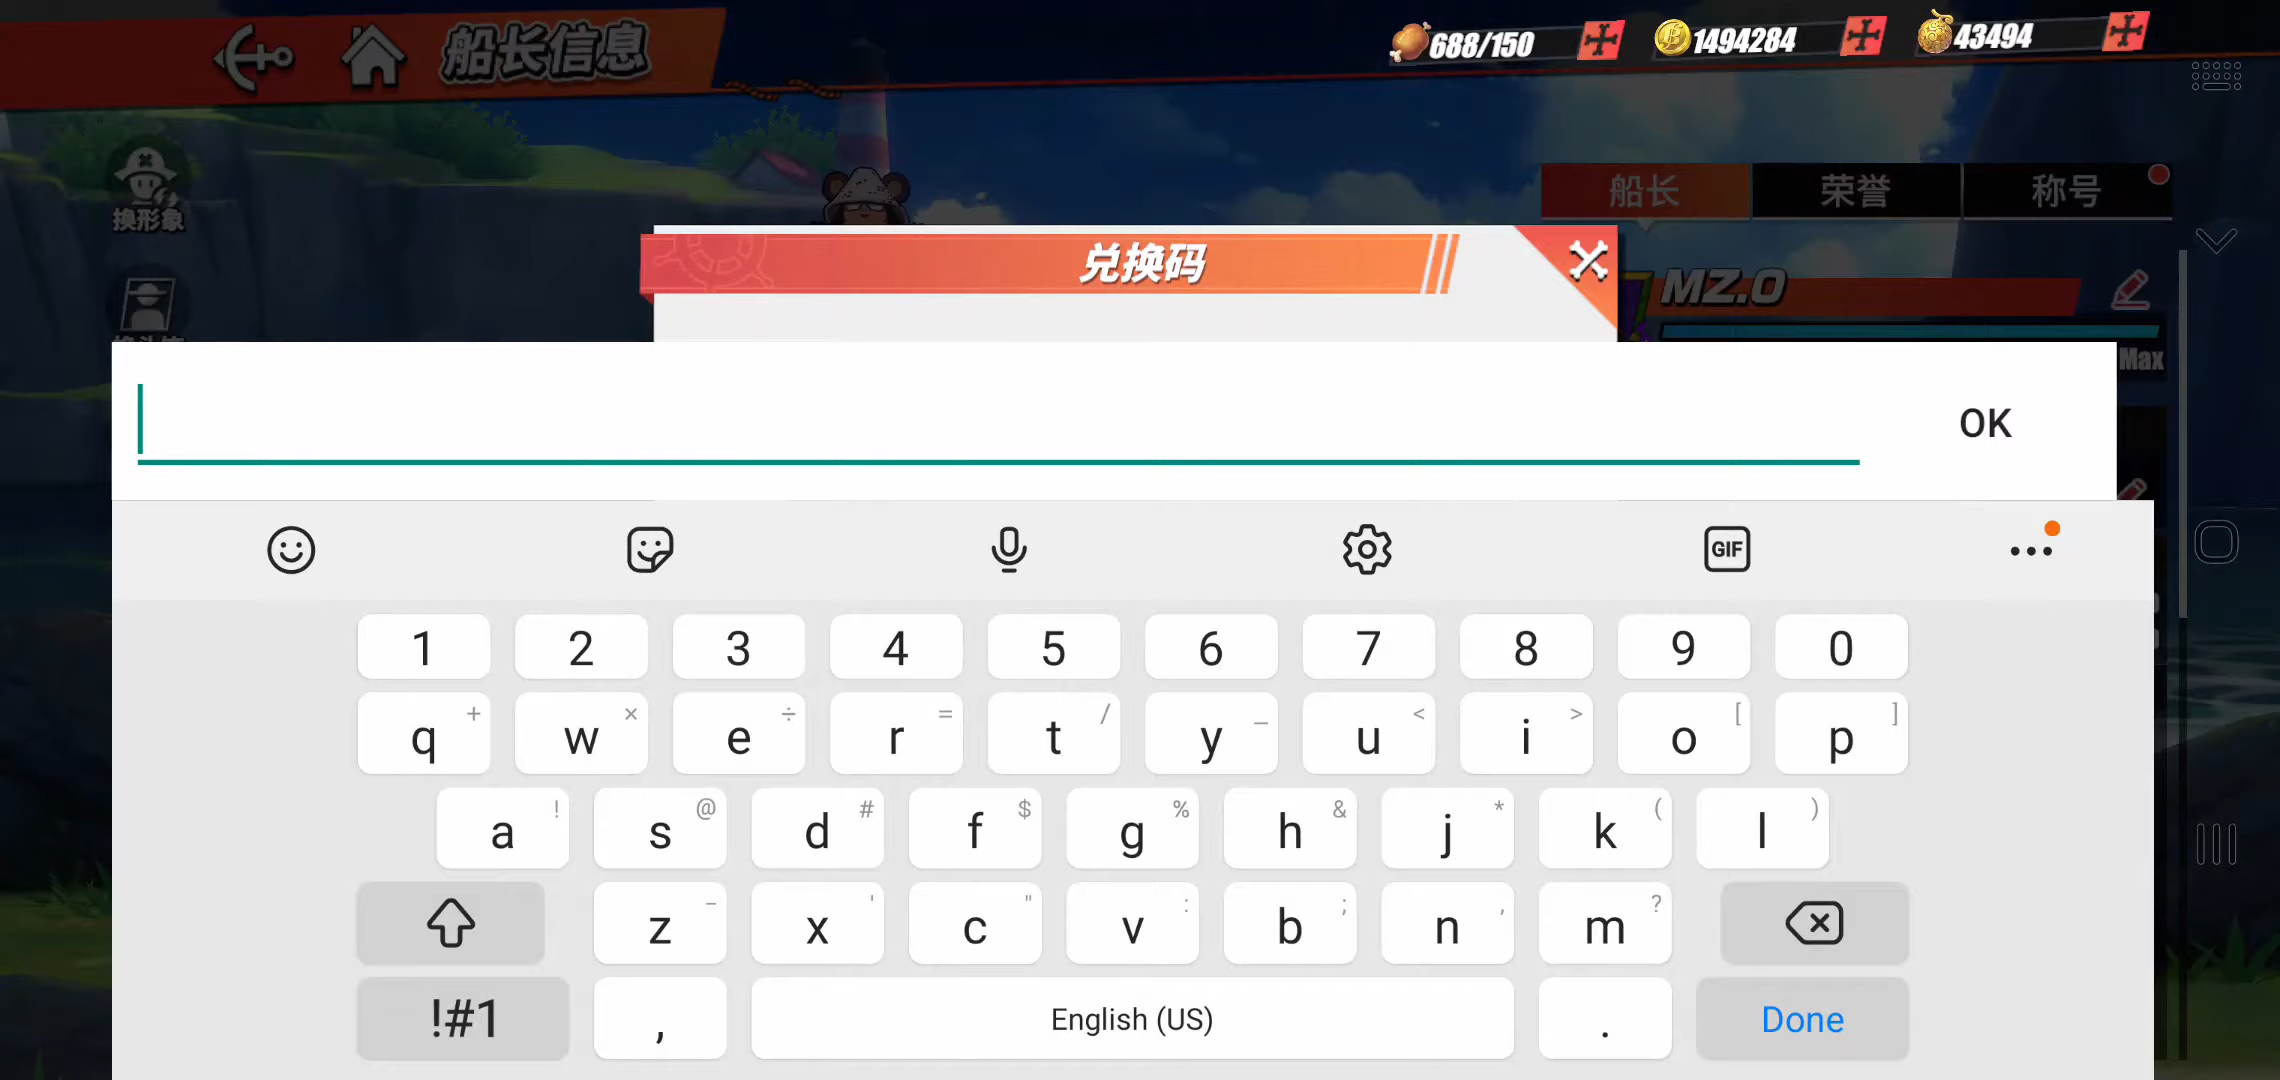 船长信息
688/150
1494284
43494
换形象
船长
荣誉
称号
兑换码
MZ.O
Max
OK
GIF
1 2 3 4 5 6 7 8 9 0
q + w × e ÷ r = t / y _ u < i > o [ p ]
a ! s @ d # f $ g % h & j * k ( l )
z - x ' c " v : b ; n , m ?
!#1 , English (US) . Done